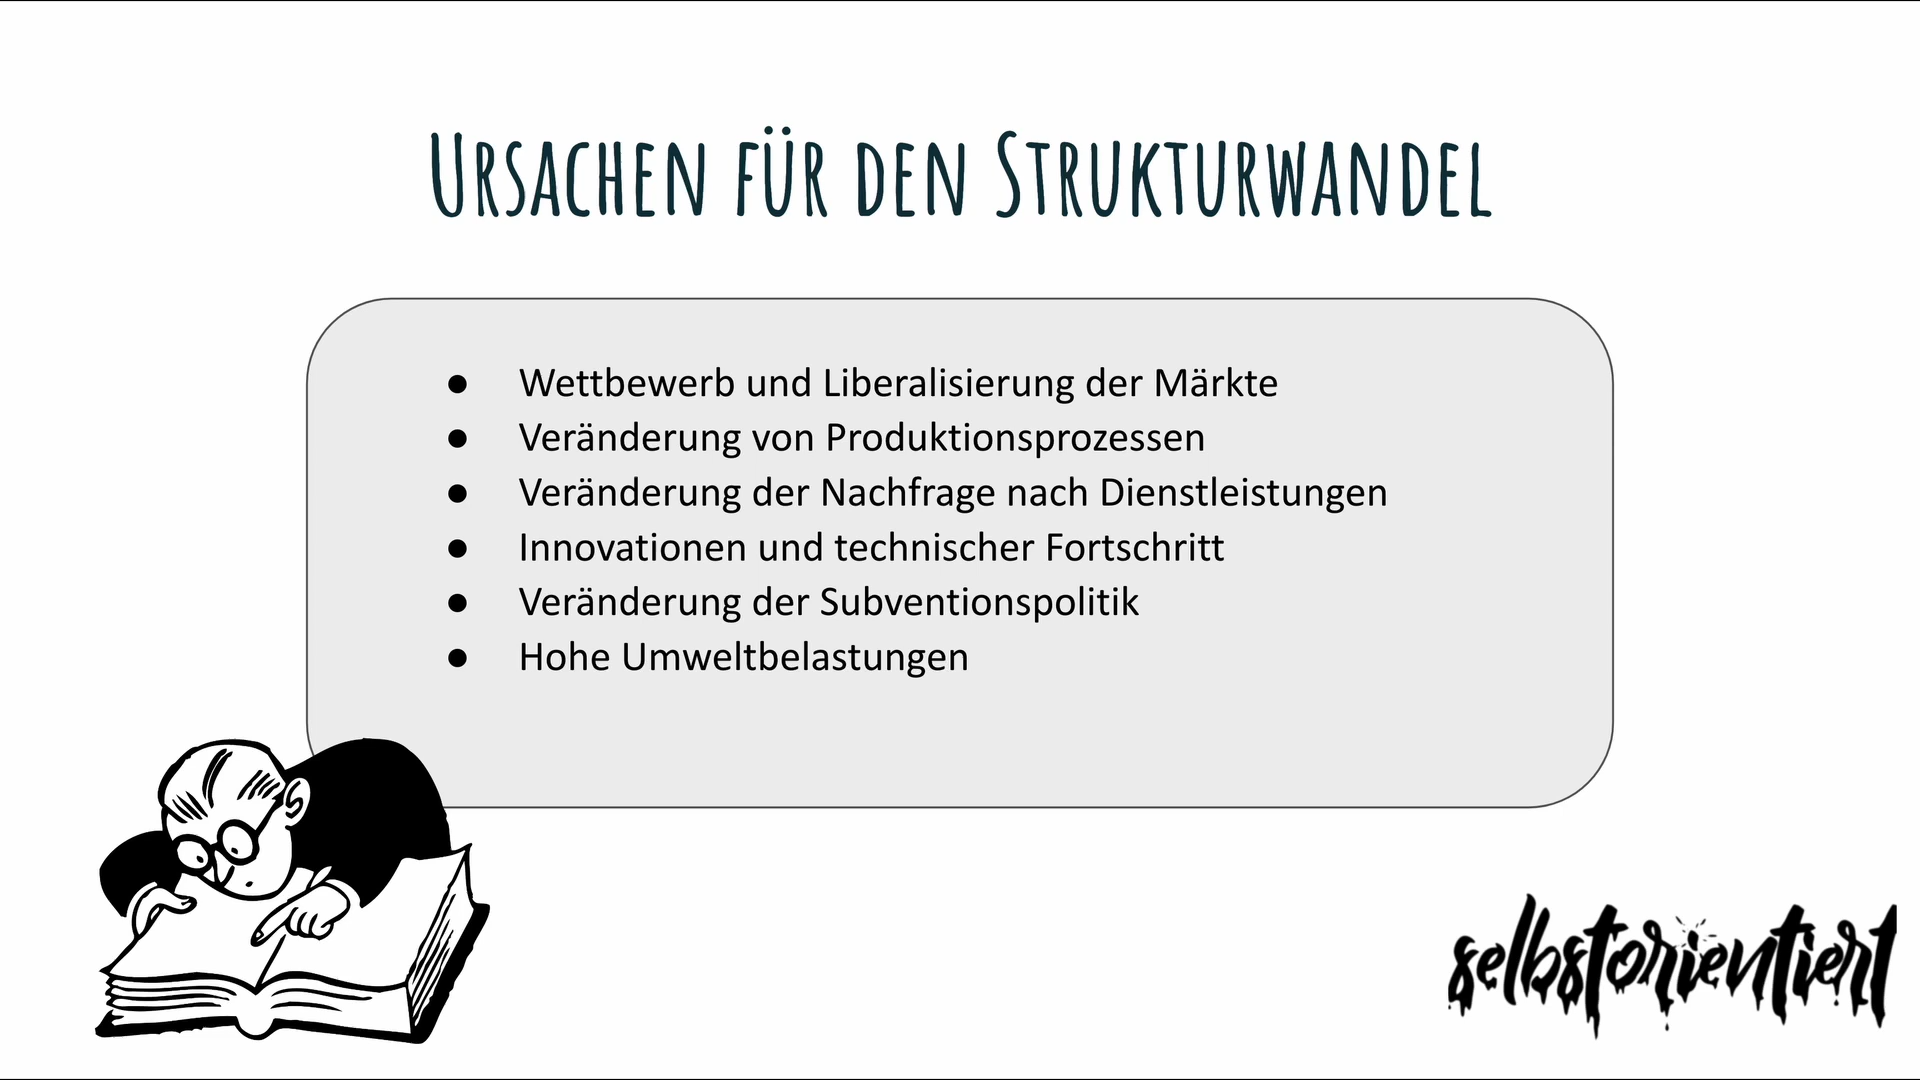 Ursachen für den Strukturwandel
● Wettbewerb und Liberalisierung der Märkte
● Veränderung von Produktionsprozessen
● Veränderung der Nachfrage nach Dienstleistungen
● Innovationen und technischer Fortschritt
● Veränderung der Subventionspolitik
● Hohe Umweltbelastungen
selbstorientiert